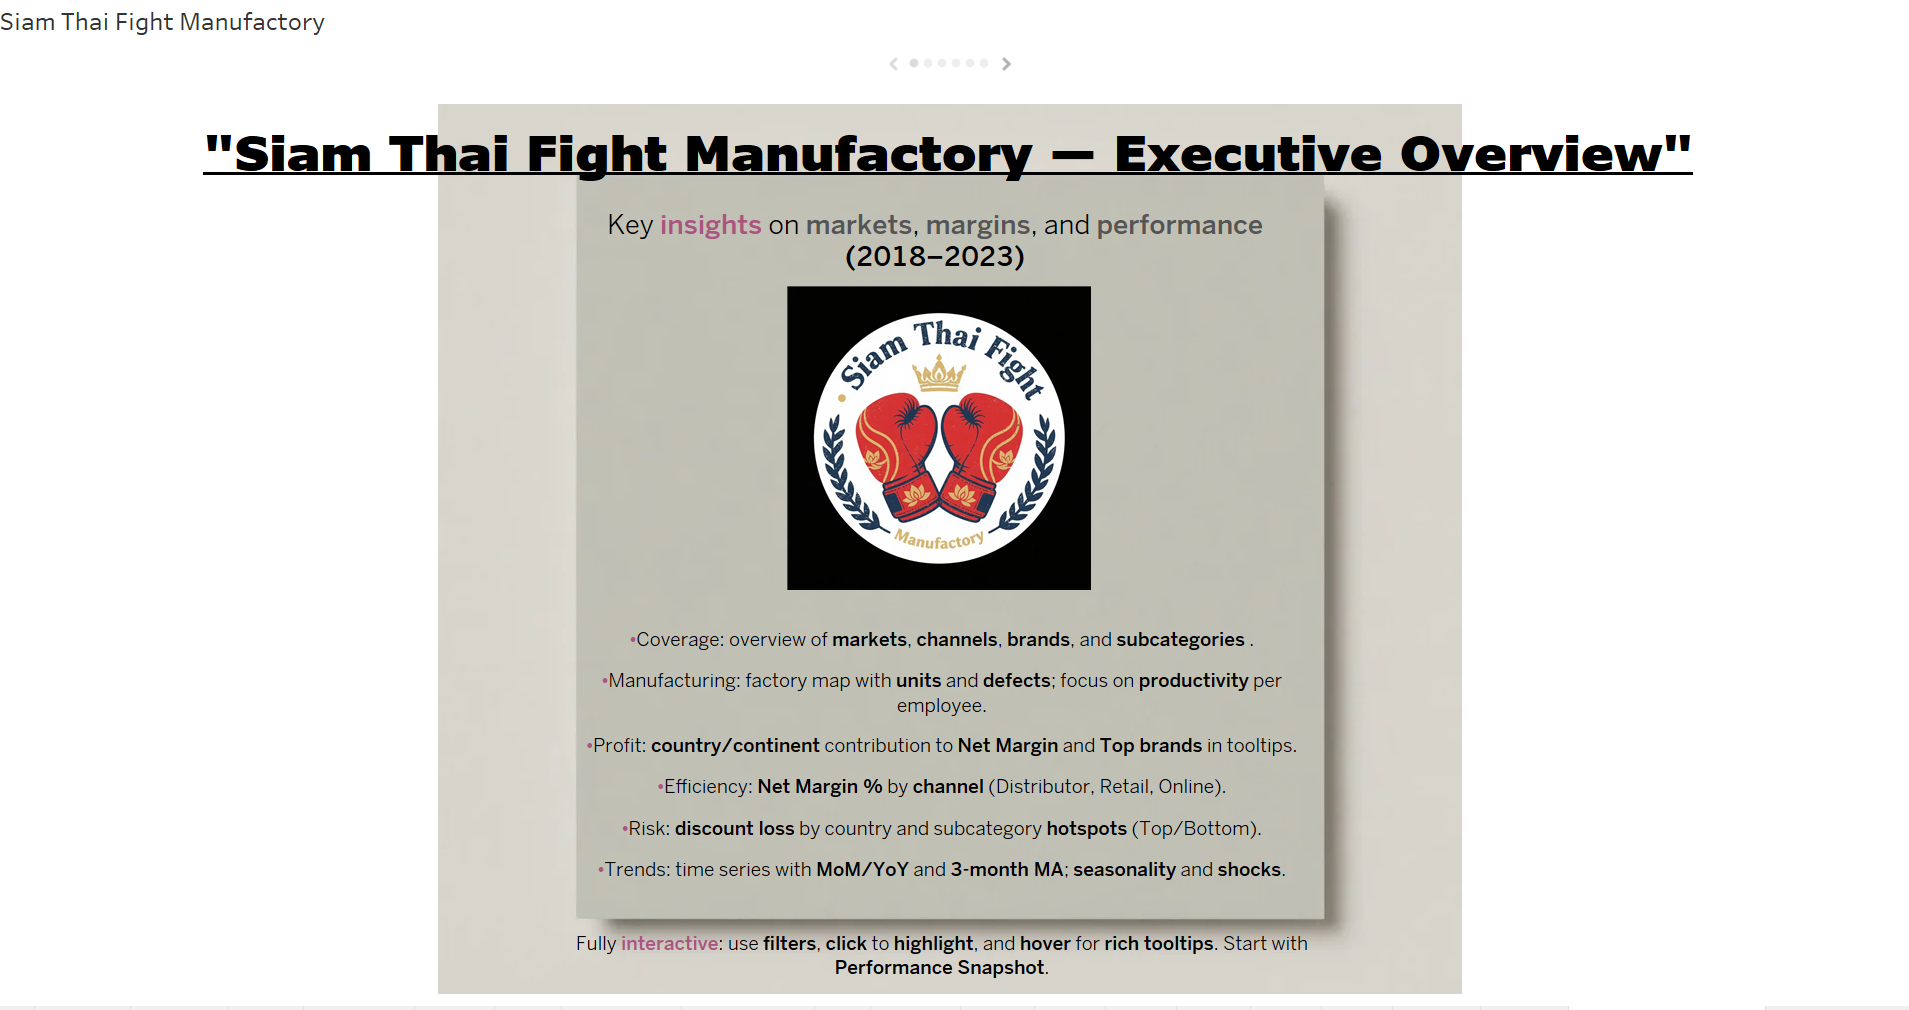 Siam Thai Fight Manufactory
"Siam Thai Fight Manufactory — Executive Overview"
Key insights on markets, margins, and performance
(2018–2023)
• Siam Thai Fight
Manufactory
•Coverage: overview of markets, channels, brands, and subcategories .
•Manufacturing: factory map with units and defects; focus on productivity per
employee.
•Profit: country/continent contribution to Net Margin and Top brands in tooltips.
•Efficiency: Net Margin % by channel (Distributor, Retail, Online).
•Risk: discount loss by country and subcategory hotspots (Top/Bottom).
•Trends: time series with MoM/YoY and 3-month MA; seasonality and shocks.
Fully interactive: use filters, click to highlight, and hover for rich tooltips. Start with
Performance Snapshot.